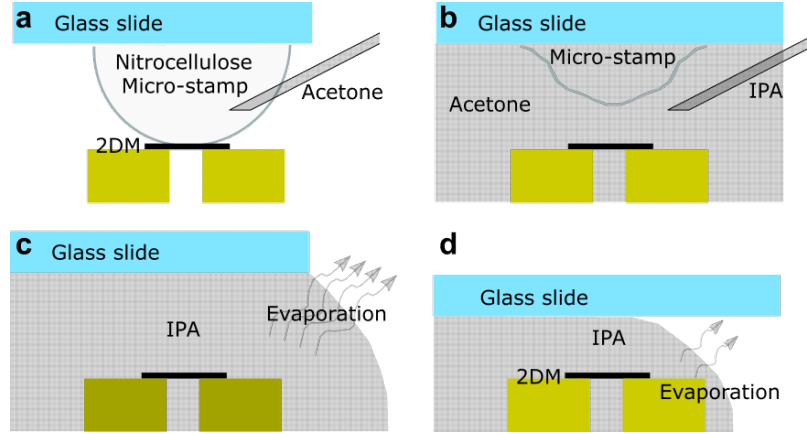 a
Glass slide
Nitrocellulose
Micro-stamp
Acetone
2DM
b
Glass slide
Micro-stamp
Acetone
IPA
c
Glass slide
Evaporation
IPA
d
Glass slide
IPA
2DM
Evaporation